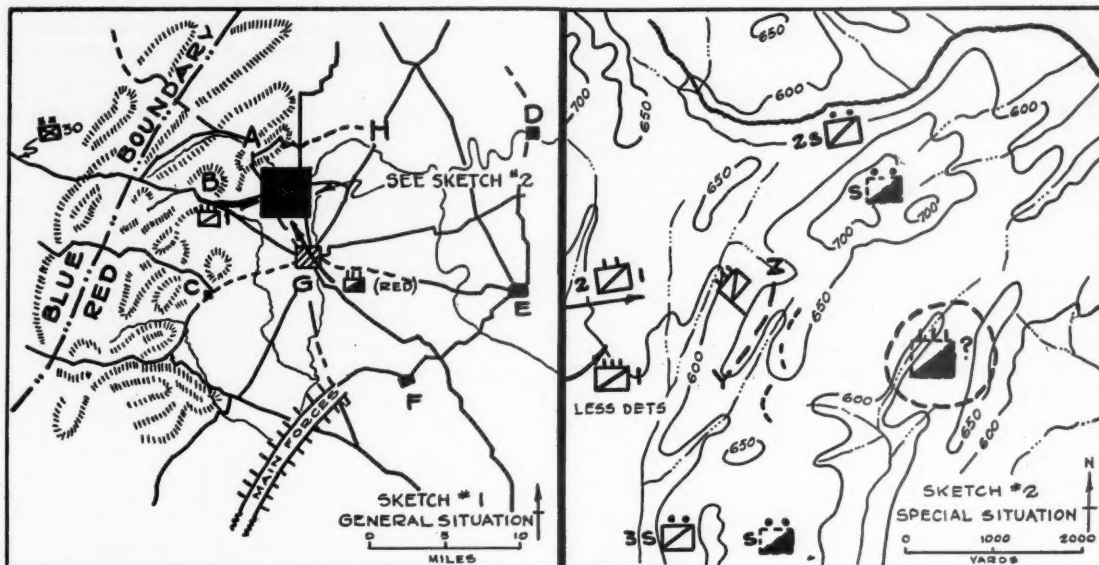 BOUNDARY
BLUE
RED
30
A
H
D
B
1
SEE SKETCH #2
C
G
(RED)
E
F
MAIN FORCES
SKETCH #1
GENERAL SITUATION
0 5 10
MILES
650
600
700
650
600
2S
650
S
700
700
2 1
650
Y
600
?
LESS DETS
600
650
600
650
3S
S
N
SKETCH #2
SPECIAL SITUATION
0 1000 2000
YARDS